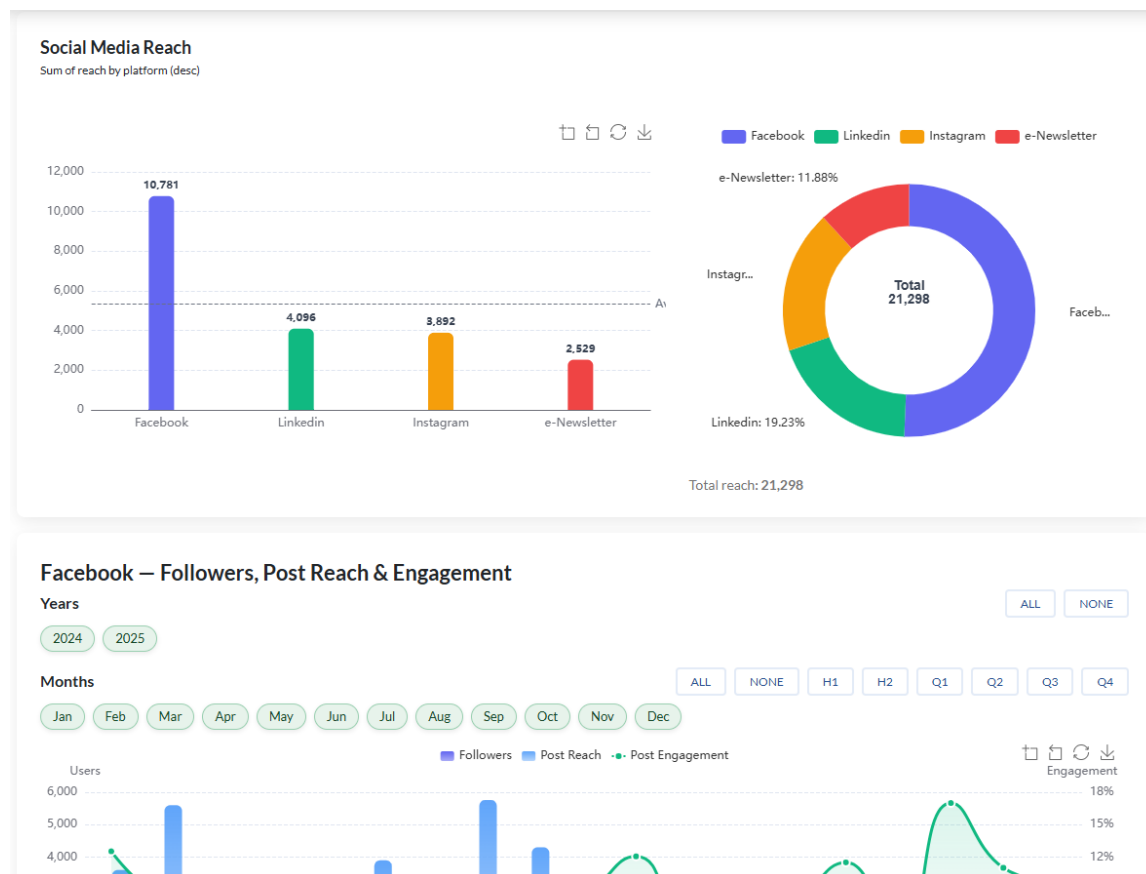 Social Media Reach
Sum of reach by platform (desc)
Facebook Linkedin Instagram e-Newsletter
12,000
10,000
8,000
6,000
4,000
2,000
0
10,781
4,096
3,892
2,529
Av
Facebook Linkedin Instagram e-Newsletter
e-Newsletter: 11.88%
Instagr...
Total
21,298
Faceb...
Linkedin: 19.23%
Total reach: 21,298
Facebook — Followers, Post Reach & Engagement
Years
ALL NONE
2024 2025
Months
ALL NONE H1 H2 Q1 Q2 Q3 Q4
Jan Feb Mar Apr May Jun Jul Aug Sep Oct Nov Dec
Followers Post Reach Post Engagement
Users
Engagement
6,000
5,000
4,000
18%
15%
12%